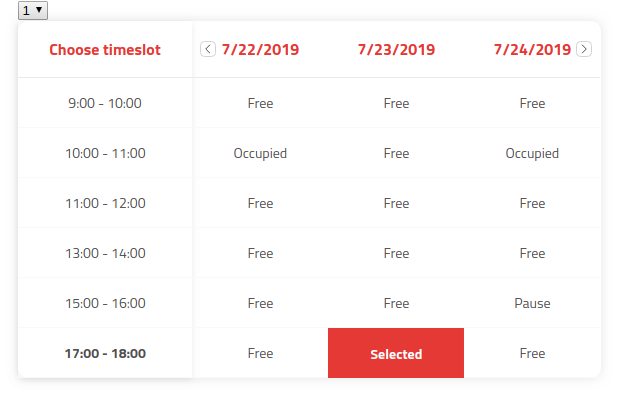 1
Choose timeslot 7/22/2019 7/23/2019 7/24/2019
9:00 - 10:00 Free Free Free
10:00 - 11:00 Occupied Free Occupied
11:00 - 12:00 Free Free Free
13:00 - 14:00 Free Free Free
15:00 - 16:00 Free Free Pause
17:00 - 18:00 Free Selected Free